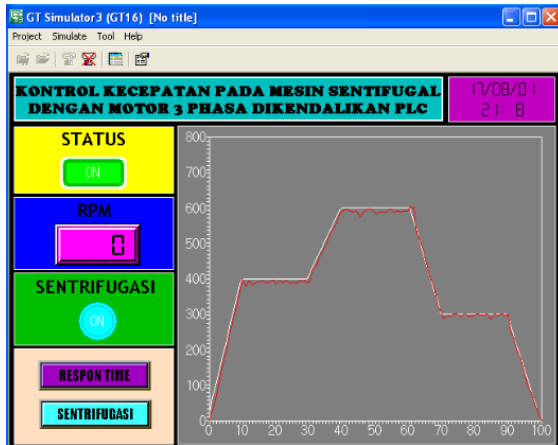 GT Simulator3 (GT16) [No title]
Project Simulate Tool Help
KONTROL KECEPATAN PADA MESIN SENTIFUGAL
DENGAN MOTOR 3 PHASA DIKENDALIKAN PLC
17/08/01
21: 8
STATUS
ON
RPM
0
SENTRIFUGASI
ON
RESPON TIME
SENTRIFUGASI
800
700
600
500
400
300
200
100
0
0 10 20 30 40 50 60 70 80 90 100